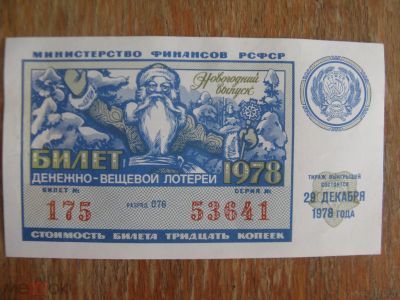 МИНИСТЕРСТВО ФИНАНСОВ РСФСР
Новогодний
выпуск
БИЛЕТ 1978
ДЕНЕЖНО-ВЕЩЕВОЙ ЛОТЕРЕИ
БИЛЕТ № СЕРИЯ №
175 РАЗРЯД 076 53641
СТОИМОСТЬ БИЛЕТА ТРИДЦАТЬ КОПЕЕК
ТИРАЖ ВЫИГРЫШЕЙ
СОСТОИТСЯ
29 ДЕКАБРЯ
1978 ГОДА